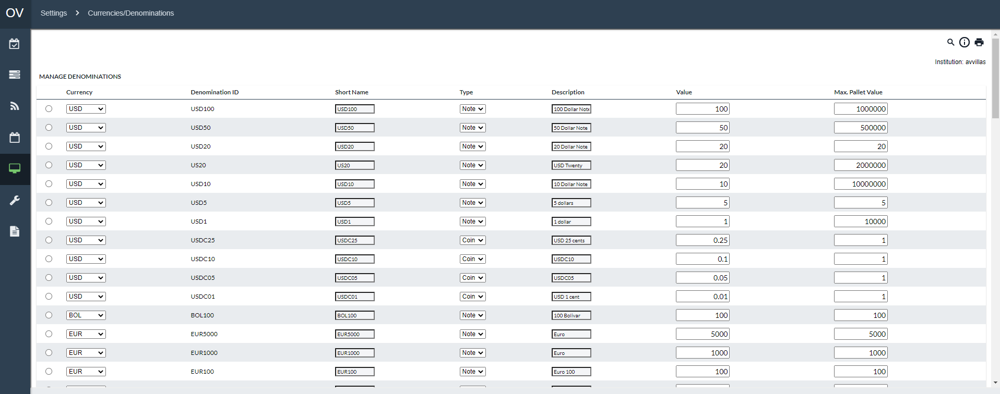 OV Settings Currencies/Denominations
Institution: avvillas
MANAGE DENOMINATIONS
Currency Denomination ID Short Name Type Description Value Max. Pallet Value
USD USD100 USD100 Note 100 Dollar Note 100 1000000
USD USD50 USD50 Note 50 Dollar Note 50 500000
USD USD20 USD20 Note 20 Dollar Note 20 20
USD US20 US20 Note USD Twenty 20 2000000
USD USD10 USD10 Note 10 Dollar Note 10 10000000
USD USD5 USD5 Note 5 dollars 5 5
USD USD1 USD1 Note 1 dollar 1 10000
USD USDC25 USDC25 Coin USD 25 cents 0.25 1
USD USDC10 USDC10 Coin USDC10 0.1 1
USD USDC05 USDC05 Coin USDC05 0.05 1
USD USDC01 USDC01 Coin USD 1 cent 0.01 1
BOL BOL100 BOL100 Note 100 Bolivar 100 100
EUR EUR5000 EUR5000 Note Euro 5000 5000
EUR EUR1000 EUR1000 Note Euro 1000 1000
EUR EUR100 EUR100 Note Euro 100 100 100